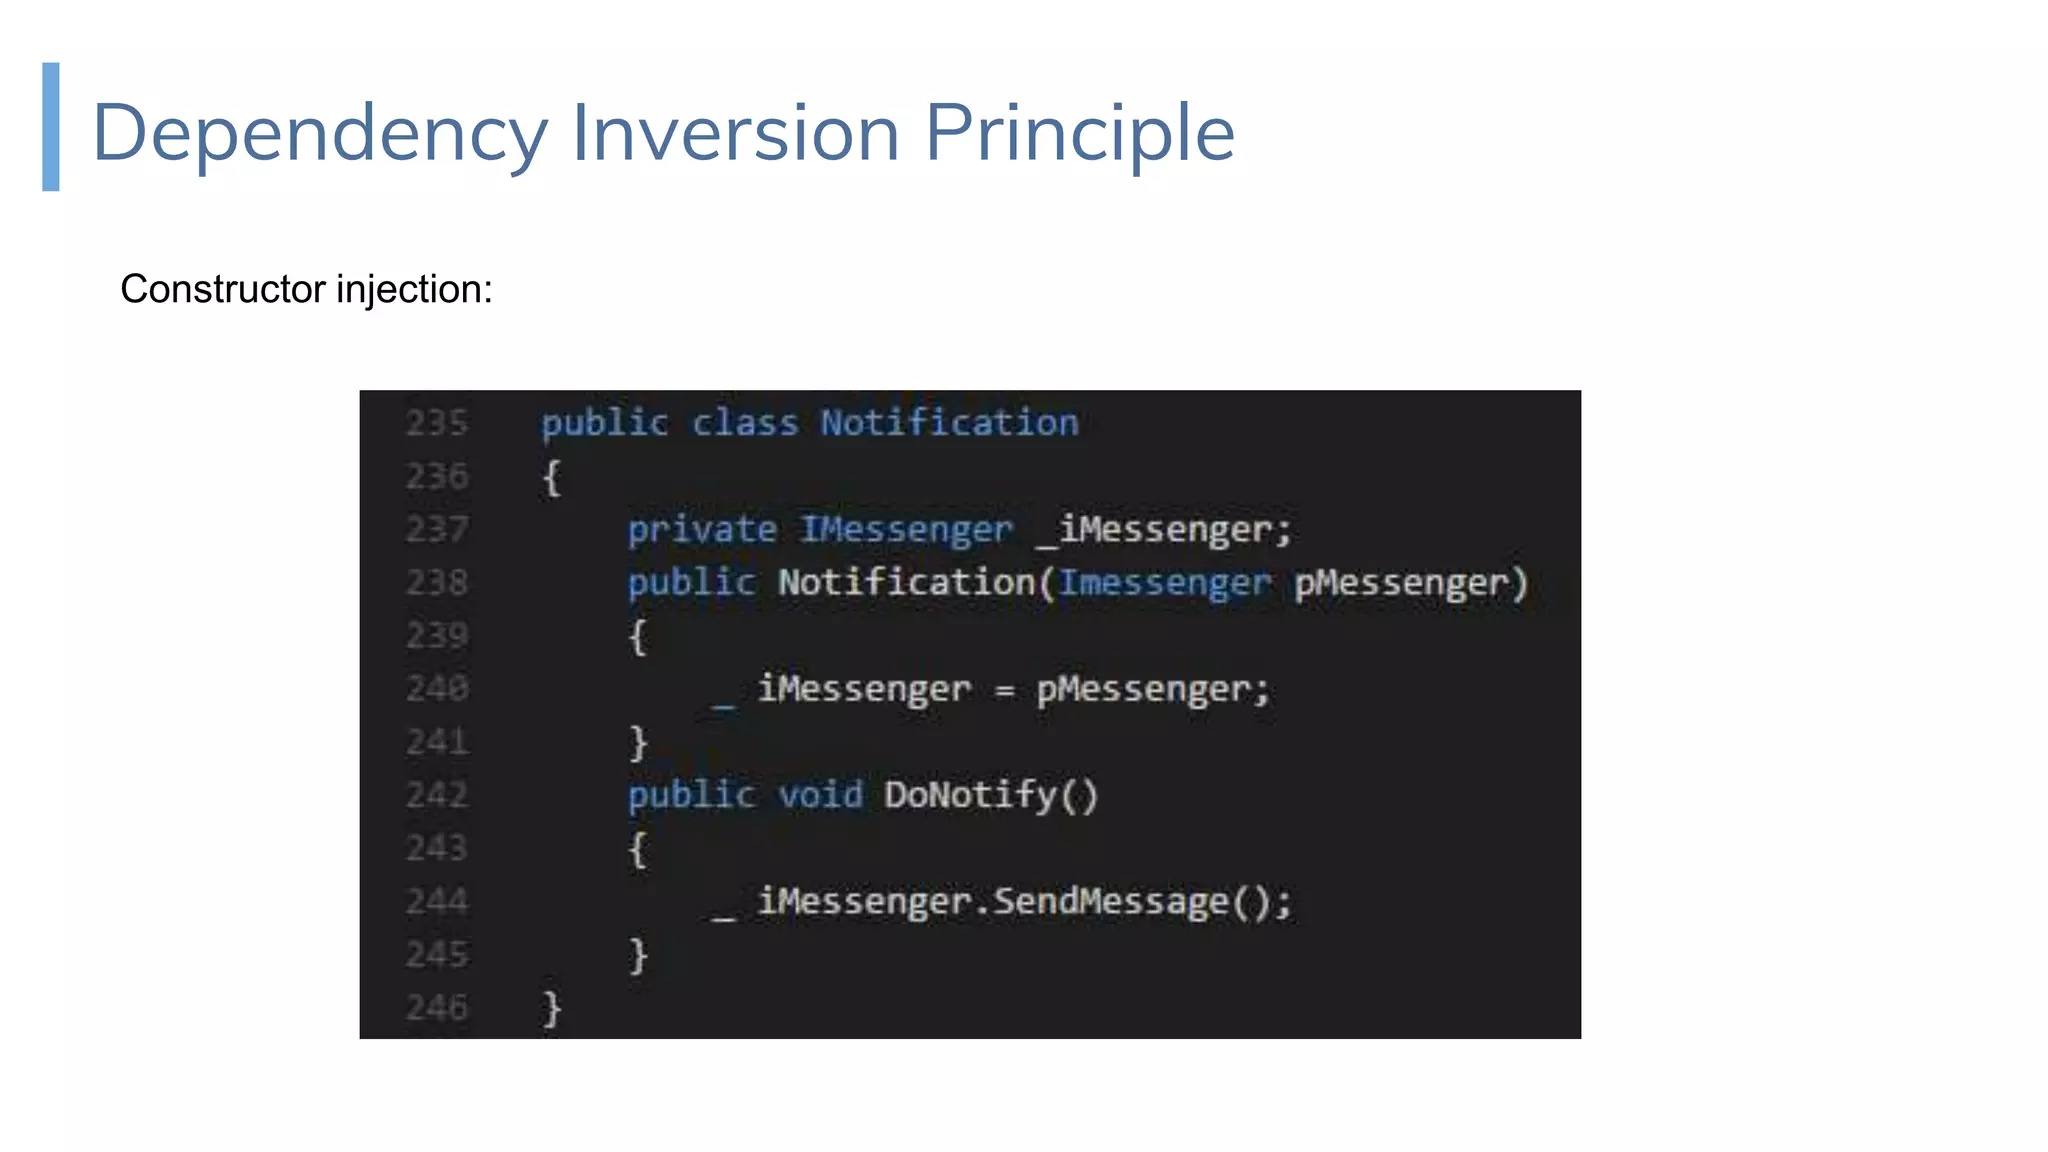 Dependency Inversion Principle
Constructor injection:
235 public class Notification
236 {
237 private IMessenger _iMessenger;
238 public Notification(Imessenger pMessenger)
239 {
240 _ iMessenger = pMessenger;
241 }
242 public void DoNotify()
243 {
244 _ iMessenger.SendMessage();
245 }
246 }